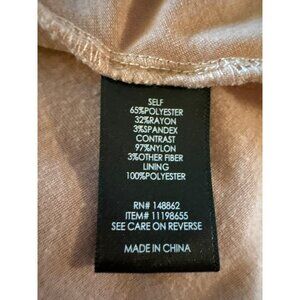 SELF
65%POLYESTER
32%RAYON
3%SPANDEX
CONTRAST
97%NYLON
3%OTHER FIBER
LINING
100%POLYESTER
RN# 148862
ITEM# 11198655
SEE CARE ON REVERSE
MADE IN CHINA